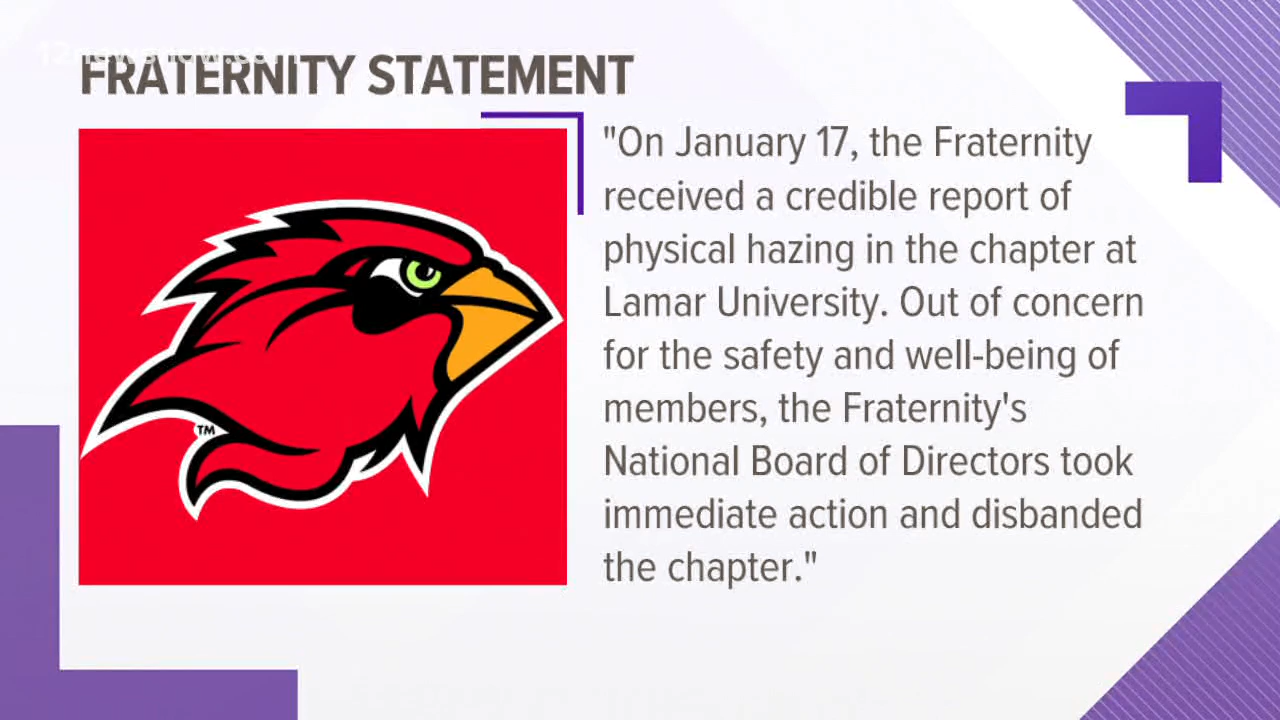 12newsnow.com
FRATERNITY STATEMENT
"On January 17, the Fraternity
received a credible report of
physical hazing in the chapter at
Lamar University. Out of concern
for the safety and well-being of
members, the Fraternity's
National Board of Directors took
immediate action and disbanded
the chapter."
TM